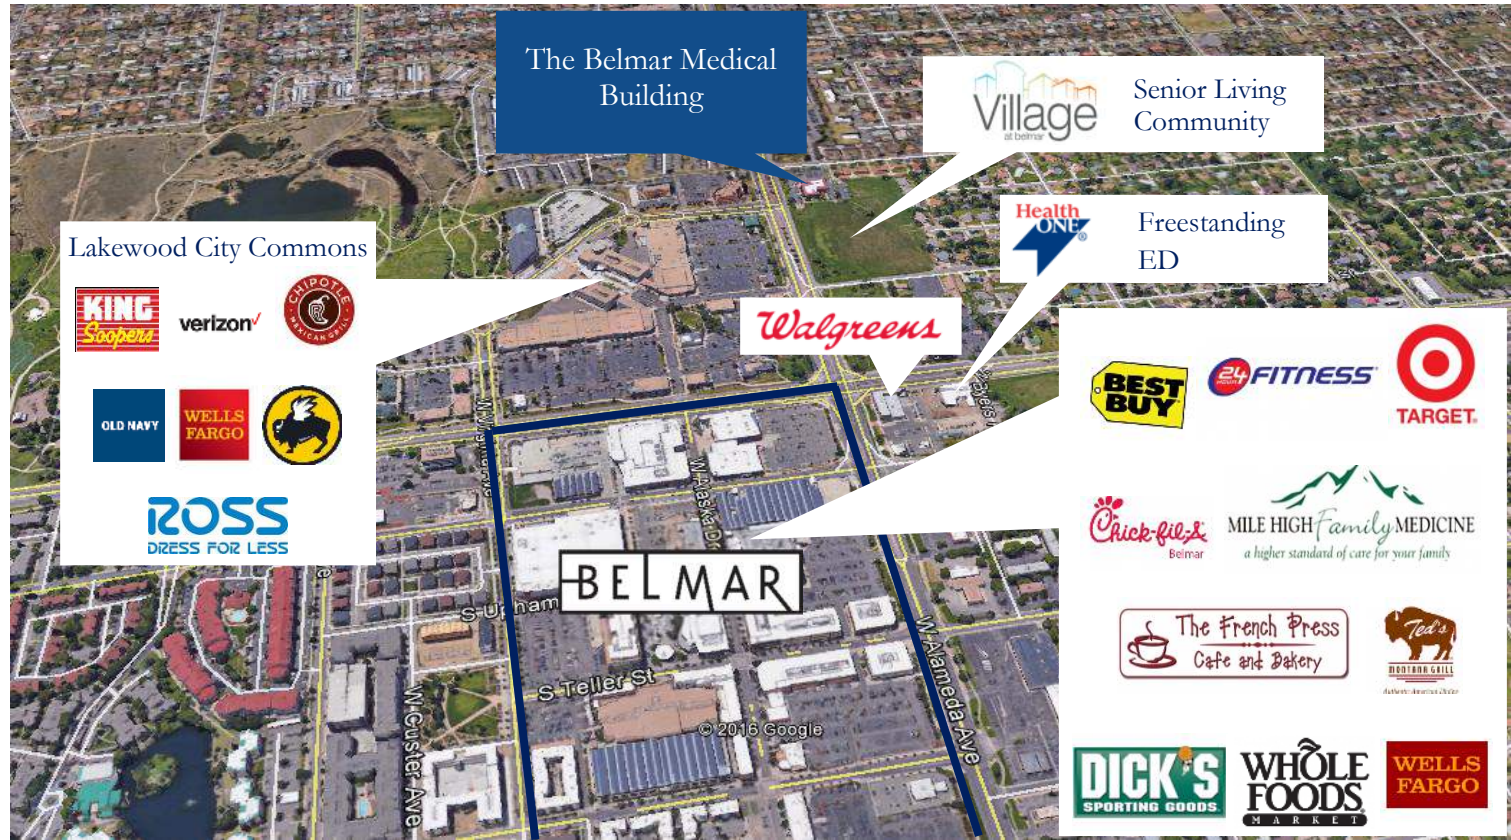 The Belmar Medical
Building
Village
at belmar
Senior Living
Community
Health
ONE®
Freestanding
ED
Lakewood City Commons
KING
Soopers
verizon
CHIPOTLE
MEXICAN GRILL
OLD NAVY
WELLS
FARGO
ROSS
DRESS FOR LESS
Walgreens
BEST
BUY
24
HOUR
FITNESS
TARGET
Chick-fil-A
Belmar
MILE HIGH Family MEDICINE
a higher standard of care for your family
The French Press
Cafe and Bakery
Ted's
MONTANA GRILL
Authentic American Dining
DICK'S
SPORTING GOODS
WHOLE
FOODS
MARKET
WELLS
FARGO
BELMAR
W Alaska Dr
S Upham
S Teller St
W Custer Ave
W Alameda Ave
© 2016 Google